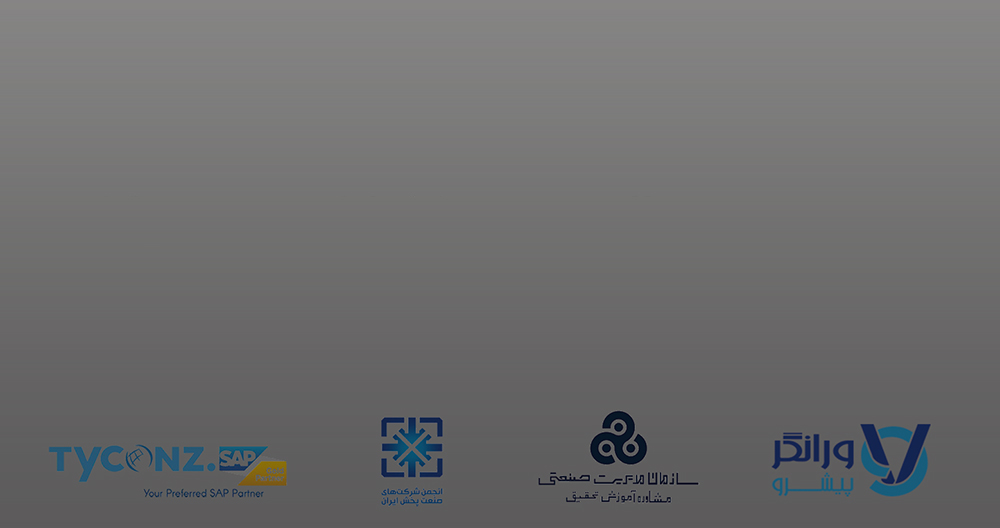 TYCONZ.
SAP
Your Preferred SAP Partner
انجمن شرکت‌های
صنعت پخش ایران
سازمان مدیریت صنعتی
مشاوره آموزش تحقیق
ورانگر
پیشرو